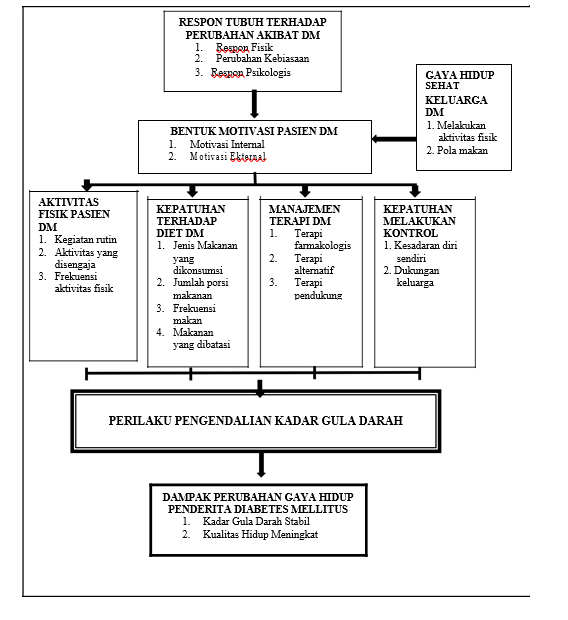 RESPON TUBUH TERHADAP
PERUBAHAN AKIBAT DM
1. Respon Fisik
2. Perubahan Kebiasaan
3. Respon Psikologis
GAYA HIDUP
SEHAT
KELUARGA
DM
1. Melakukan
aktivitas fisik
2. Pola makan
BENTUK MOTIVASI PASIEN DM
1. Motivasi Internal
2. Motivasi Ekternal
AKTIVITAS
FISIK PASIEN
DM
1. Kegiatan rutin
2. Aktivitas yang
disengaja
3. Frekuensi
aktivitas fisik
KEPATUHAN
TERHADAP
DIET DM
1. Jenis Makanan
yang
dikonsumsi
2. Jumlah porsi
makanan
3. Frekuensi
makan
4. Makanan
yang dibatasi
MANAJEMEN
TERAPI DM
1. Terapi
farmakologis
2. Terapi
alternatif
3. Terapi
pendukung
KEPATUHAN
MELAKUKAN
KONTROL
1. Kesadaran diri
sendiri
2. Dukungan
keluarga
PERILAKU PENGENDALIAN KADAR GULA DARAH
DAMPAK PERUBAHAN GAYA HIDUP
PENDERITA DIABETES MELLITUS
1. Kadar Gula Darah Stabil
2. Kualitas Hidup Meningkat